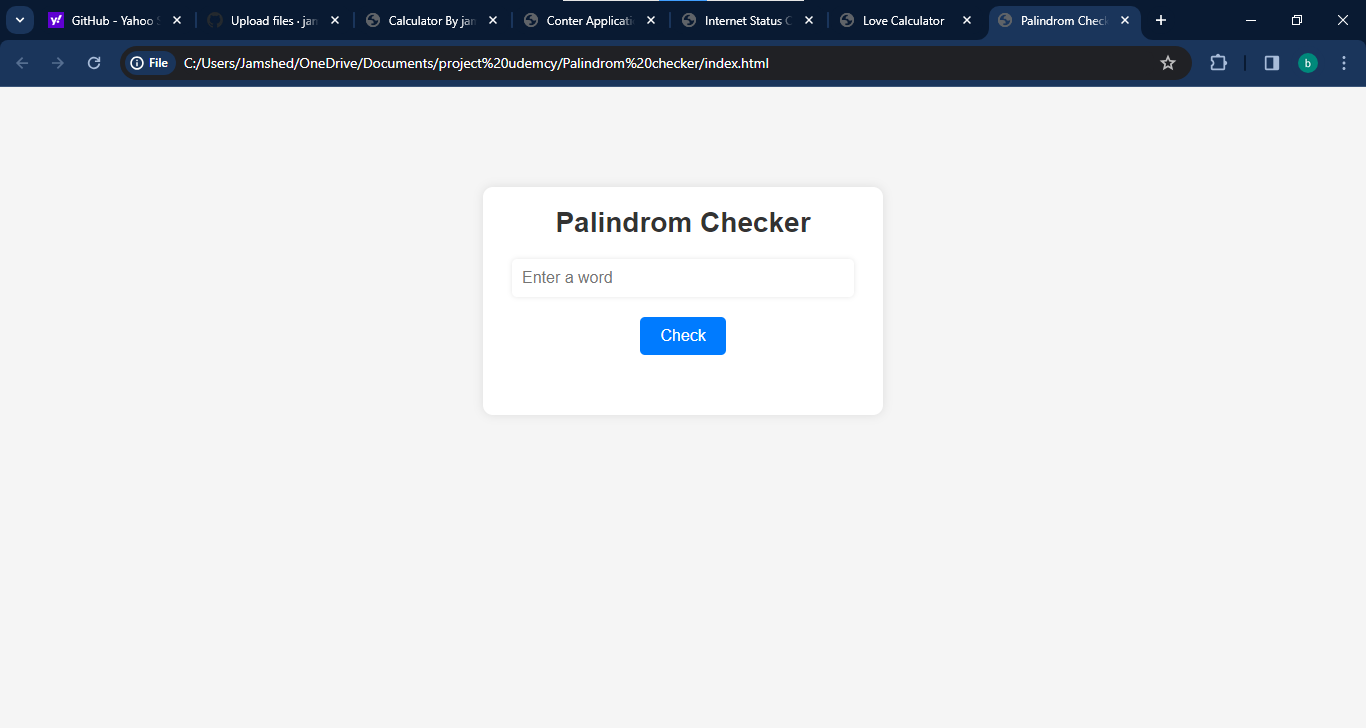 GitHub - Yahoo
Upload files · jam
Calculator By jam
Conter Applicati
Internet Status C
Love Calculator
Palindrom Check
File
C:/Users/Jamshed/OneDrive/Documents/project%20udemcy/Palindrom%20checker/index.html
b
Palindrom Checker
Enter a word
Check